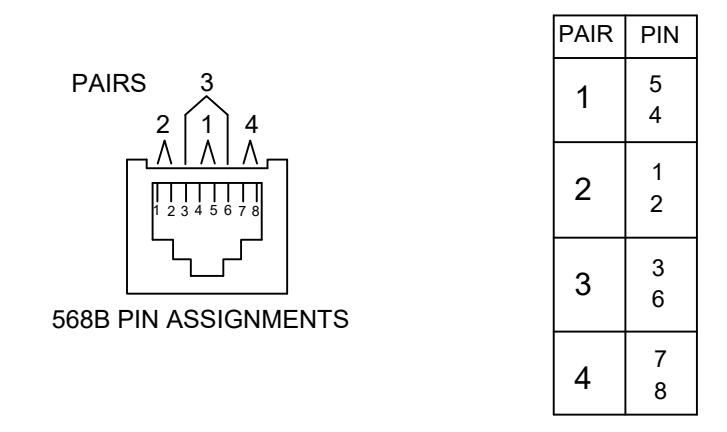 PAIRS
3
2 1 4
1 2 3 4 5 6 7 8
568B PIN ASSIGNMENTS
PAIR PIN
1 5
4
2 1
2
3 3
6
4 7
8